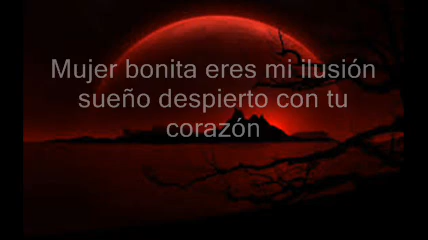 Mujer bonita eres mi ilusión
sueño despierto con tu
corazón